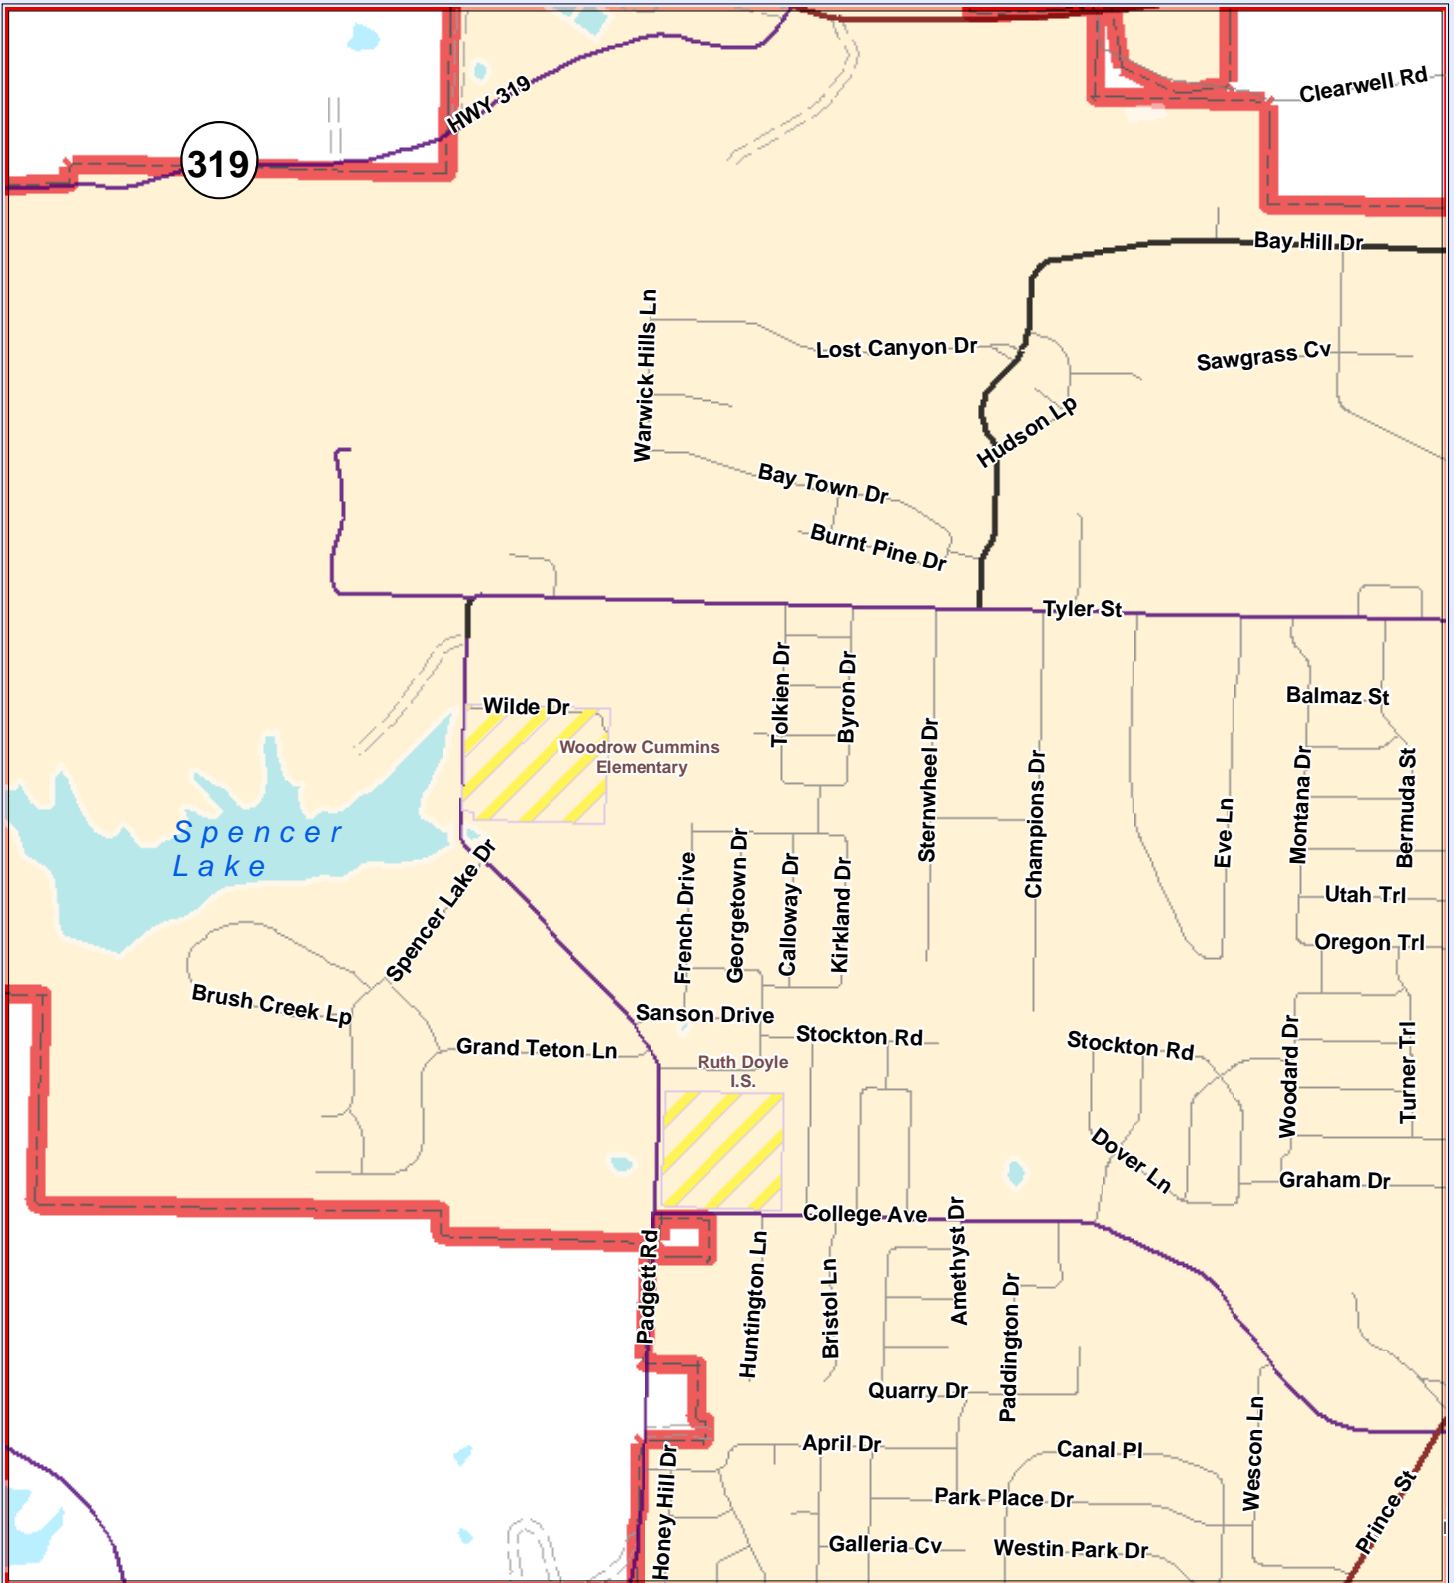 Clearwell Rd
HWY 319
319
Bay Hill Dr
Warwick Hills Ln
Lost Canyon Dr
Sawgrass Cv
Hudson Lp
Bay Town Dr
Burnt Pine Dr
Tyler St
Wilde Dr
Woodrow Cummins
Elementary
Tolkien Dr
Byron Dr
Sternwheel Dr
Champions Dr
Eve Ln
Balmaz St
Montana Dr
Bermuda St
Spencer
Lake
Spencer Lake Dr
French Drive
Georgetown Dr
Calloway Dr
Kirkland Dr
Utah Trl
Oregon Trl
Brush Creek Lp
Sanson Drive
Stockton Rd
Stockton Rd
Grand Teton Ln
Ruth Doyle
I.S.
Woodard Dr
Turner Trl
Dover Ln
Graham Dr
College Ave
Padgett Rd
Huntington Ln
Bristol Ln
Amethyst Dr
Paddington Dr
Quarry Dr
April Dr
Canal Pl
Wescon Ln
Honey Hill Dr
Park Place Dr
Prince St
Galleria Cv
Westin Park Dr